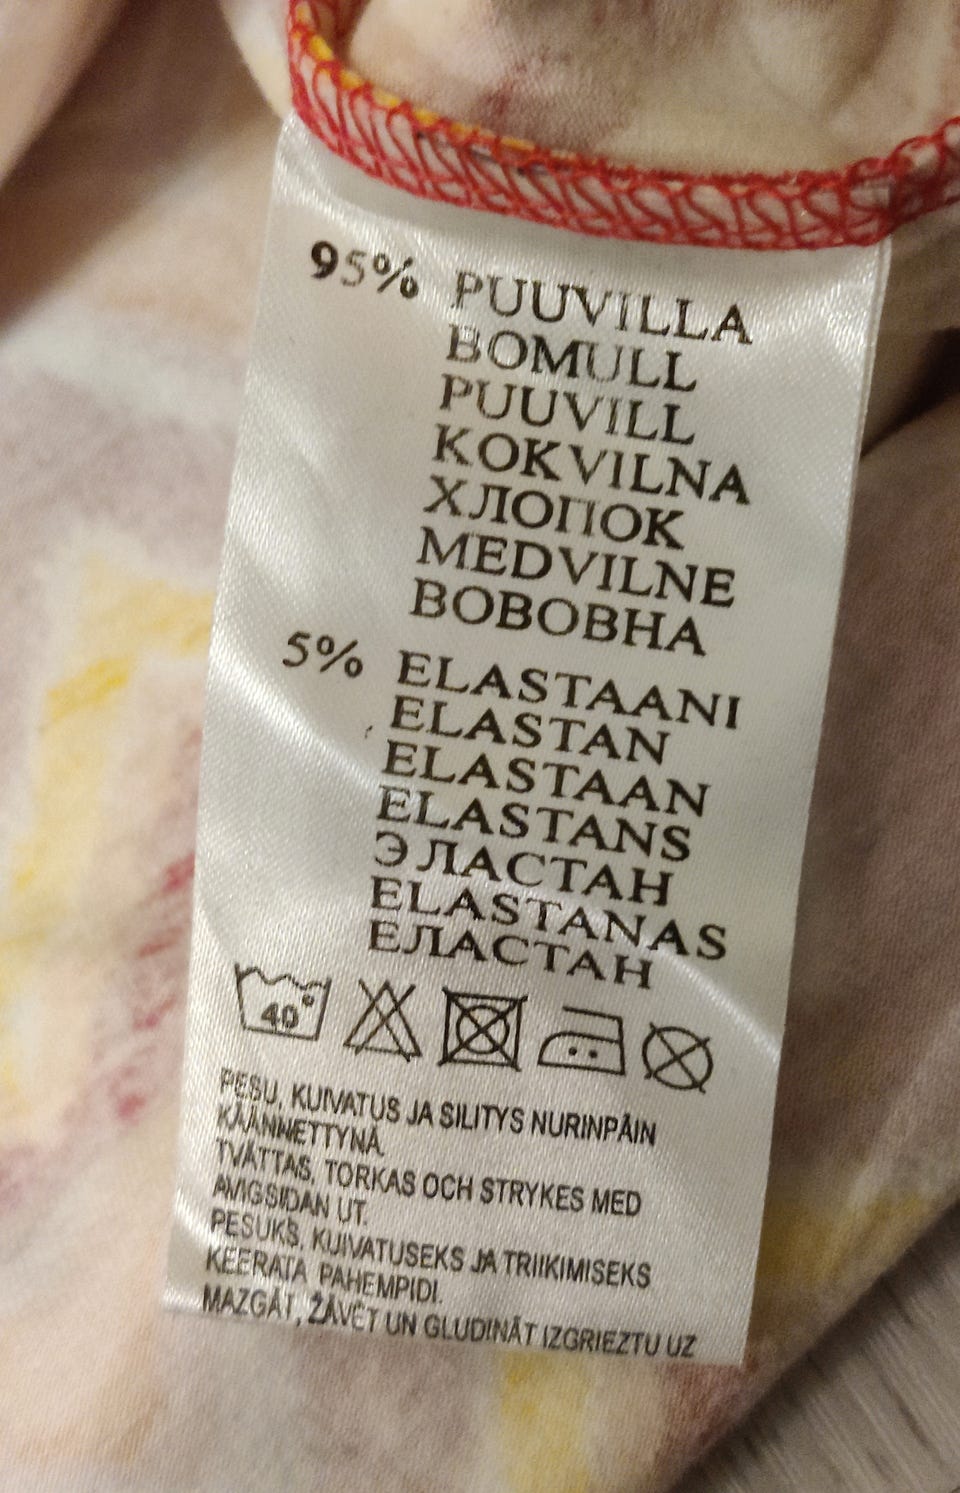 95% PUUVILLA
BOMULL
PUUVILL
KOKVILNA
ХЛОПОК
MEDVILNE
BOBOBHA
5% ELASTAANI
ELASTAN
ELASTAAN
ELASTANS
ЭЛАСТАН
ELASTANAS
ЕЛАСТАН
40°
PESU, KUIVATUS JA SILITYS NURINPÄIN
KÄÄNNETTYNÄ.
TVÄTTAS, TORKAS OCH STRYKES MED
AVIGSIDAN UT.
PESUKS, KUIVATUSEKS JA TRIIKIMISEKS
KEERATA PAHEMPIDI.
MAZGĀT, ŽĀVĒT UN GLUDINĀT IZGRIEZTU UZ